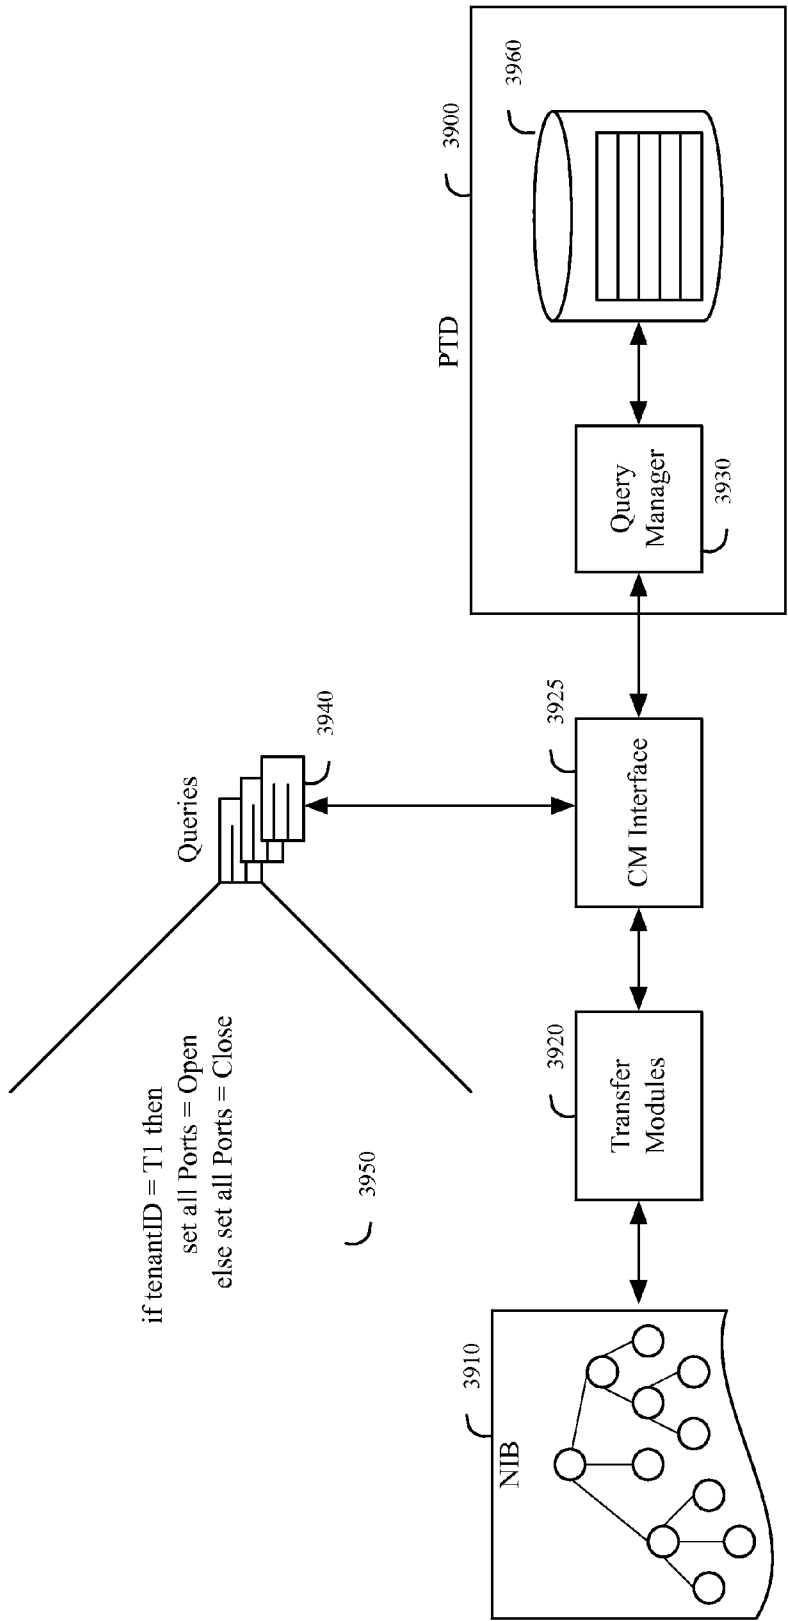 if tenantID = T1 then
set all Ports = Open
else set all Ports = Close
3950
Queries
3940
PTD
3900
3960
NIB
3910
3920
Transfer
Modules
3925
CM Interface
Query
Manager
3930